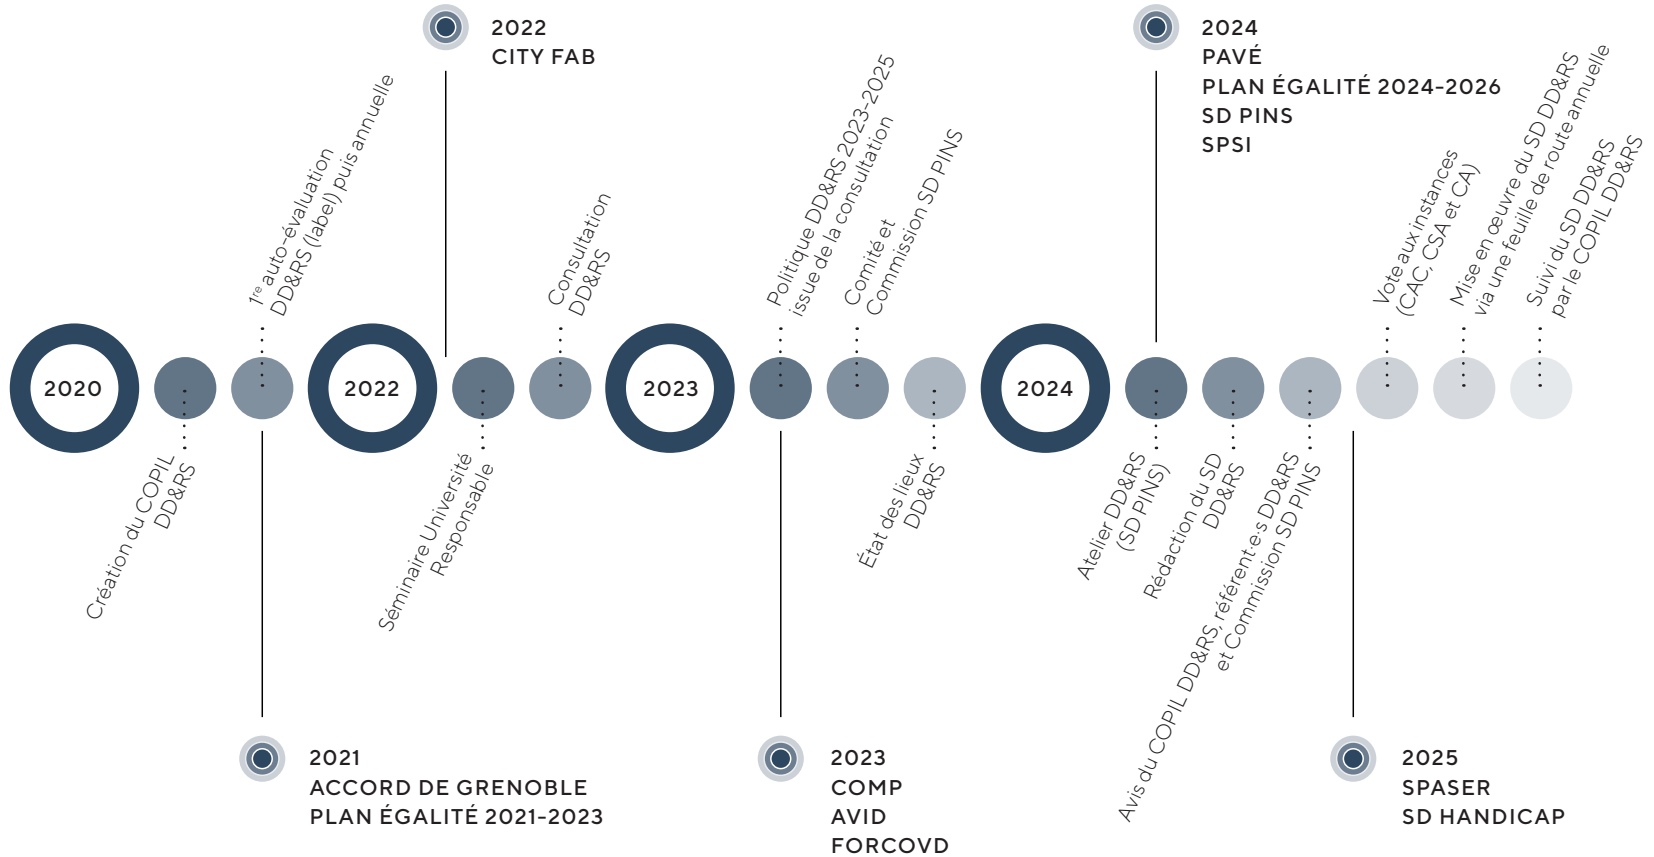 2022
CITY FAB
2024
PAVÉ
PLAN ÉGALITÉ 2024-2026
SD PINS
SPSI
1re auto-évaluation
DD&RS (label) puis annuelle
Consultation
DD&RS
Politique DD&RS 2023-2025
issue de la consultation
Comité et
Commission SD PINS
Vote aux instances
(CAC, CSA et CA)
Mise en œuvre du SD DD&RS
via une feuille de route annuelle
Suivi du SD DD&RS
par le COPIL DD&RS
2020
2022
2023
2024
Création du COPIL
DD&RS
Séminaire Université
Responsable
État des lieux
DD&RS
Atelier DD&RS
(SD PINS)
Rédaction du SD
DD&RS
Avis du COPIL DD&RS, référent·e·s DD&RS
et Commission SD PINS
2021
ACCORD DE GRENOBLE
PLAN ÉGALITÉ 2021-2023
2023
COMP
AVID
FORCOVD
2025
SPASER
SD HANDICAP